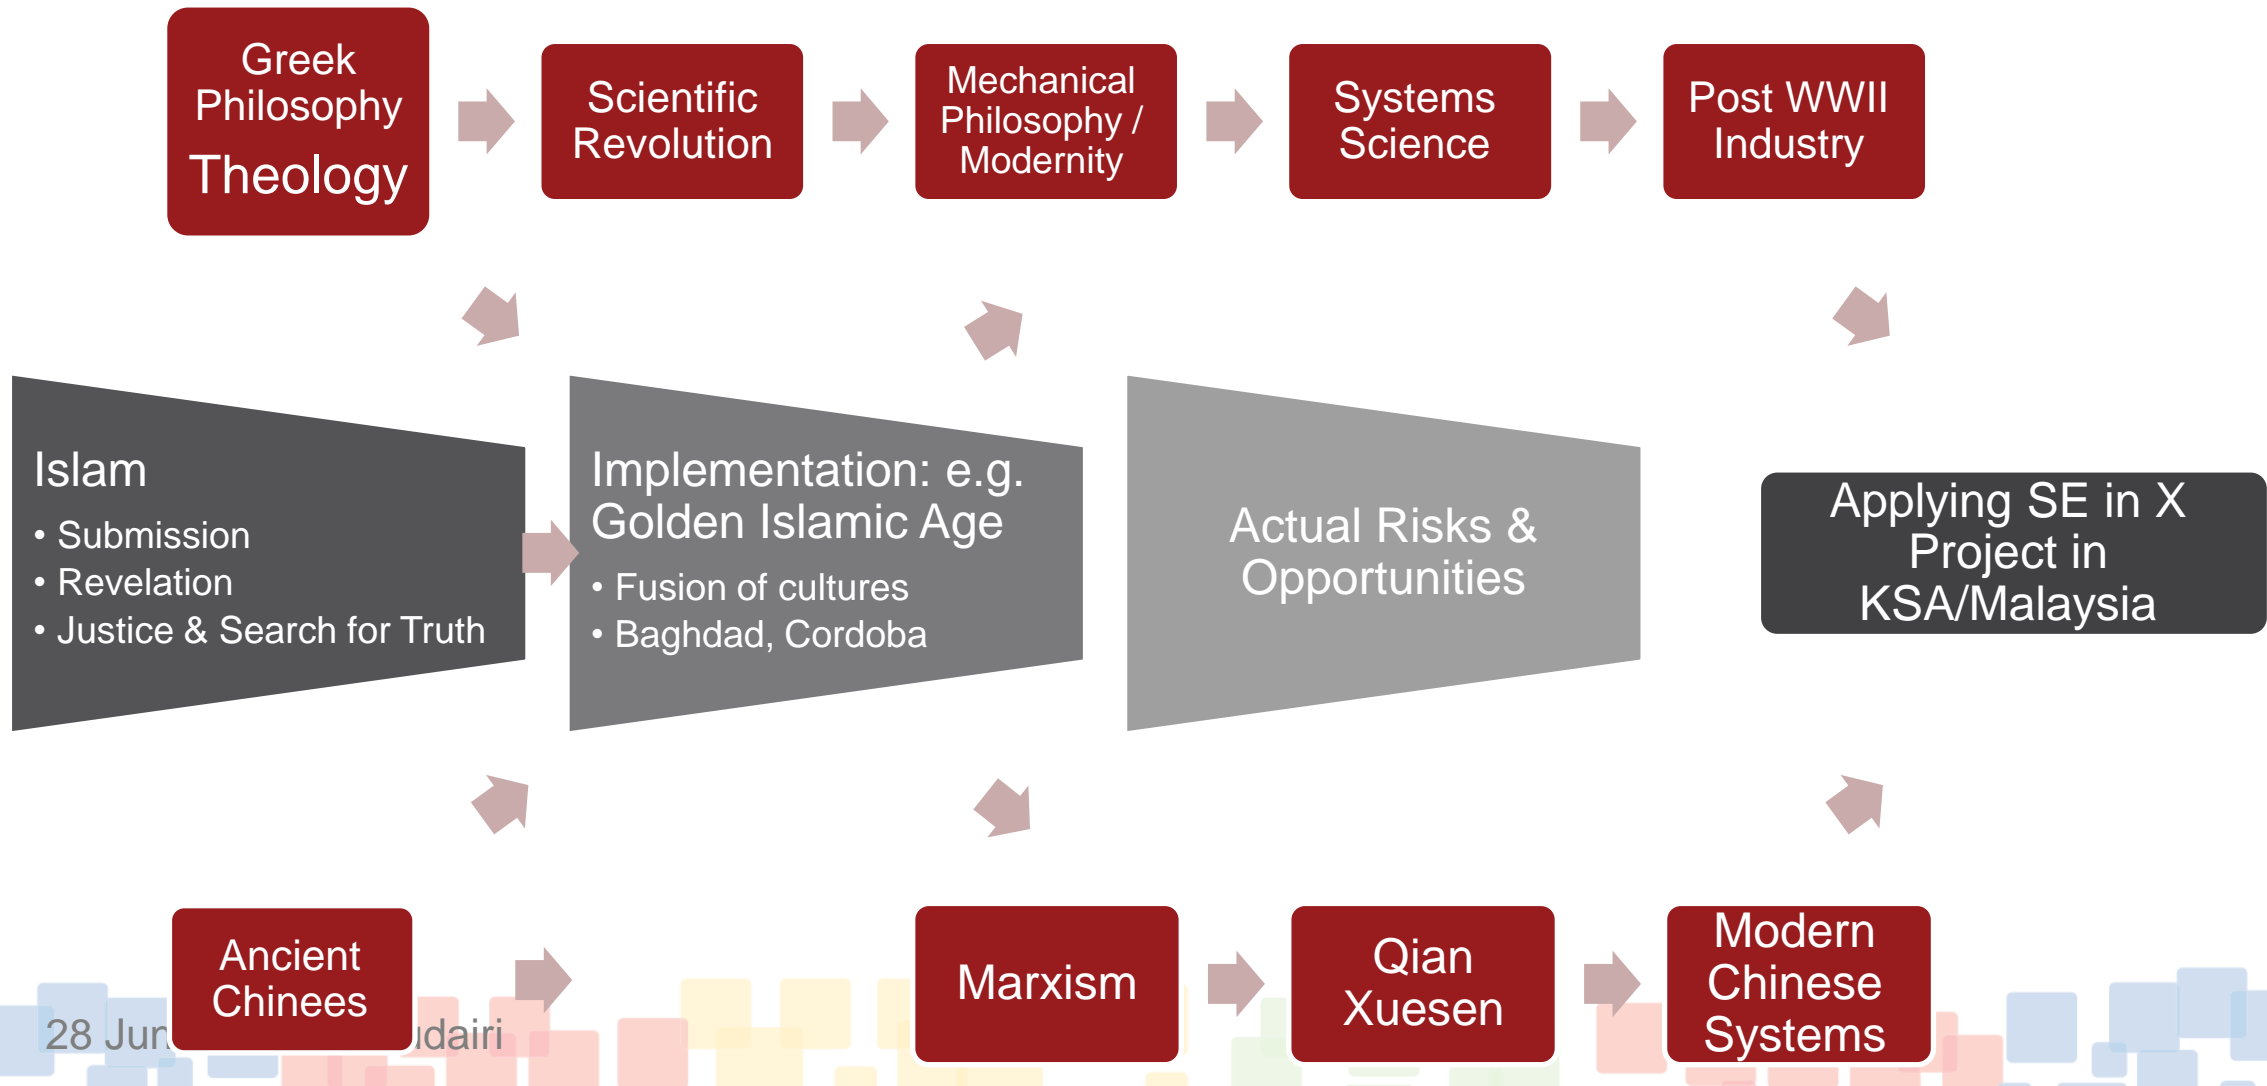 Greek
Philosophy
Theology
Scientific
Revolution
Mechanical
Philosophy /
Modernity
Systems
Science
Post WWII
Industry
Islam
• Submission
• Revelation
• Justice & Search for Truth
Implementation: e.g.
Golden Islamic Age
• Fusion of cultures
• Baghdad, Cordoba
Actual Risks &
Opportunities
Applying SE in X
Project in
KSA/Malaysia
Ancient
Chinees
Marxism
Qian
Xuesen
Modern
Chinese
Systems
28